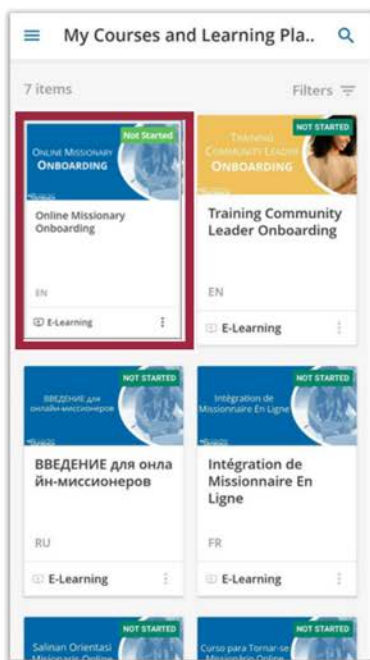 My Courses and Learning Pla..
7 items
Filters
Not Started
ONLINE MISSIONARY
ONBOARDING
Online Missionary
Onboarding
EN
E-Learning
NOT STARTED
TRAINING
COMMUNITY LEADER
ONBOARDING
Training Community
Leader Onboarding
EN
E-Learning
NOT STARTED
ВВЕДЕНИЕ для
онлайн-миссионеров
ВВЕДЕНИЕ для онла
йн-миссионеров
RU
E-Learning
NOT STARTED
Intégration de
Missionnaire En Ligne
Intégration de
Missionnaire En
Ligne
FR
E-Learning
NOT STARTED
Salinan Orientasi
Misionaris Online
NOT STARTED
Curso para Tornar-se
Missionário Online